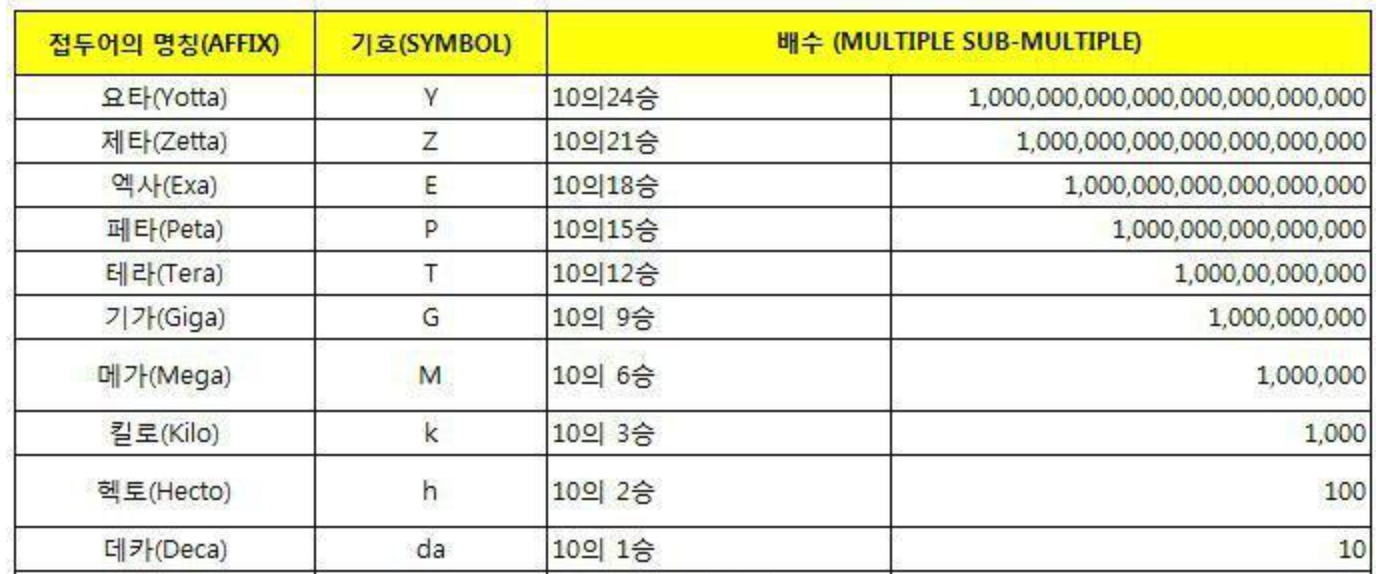 접두어의 명칭(AFFIX) 기호(SYMBOL) 배수 (MULTIPLE SUB-MULTIPLE)
요타(Yotta) Y 10의24승 1,000,000,000,000,000,000,000,000
제타(Zetta) Z 10의21승 1,000,000,000,000,000,000,000
엑사(Exa) E 10의18승 1,000,000,000,000,000,000
페타(Peta) P 10의15승 1,000,000,000,000,000
테라(Tera) T 10의12승 1,000,00,000,000
기가(Giga) G 10의 9승 1,000,000,000
메가(Mega) M 10의 6승 1,000,000
킬로(Kilo) k 10의 3승 1,000
헥토(Hecto) h 10의 2승 100
데카(Deca) da 10의 1승 10